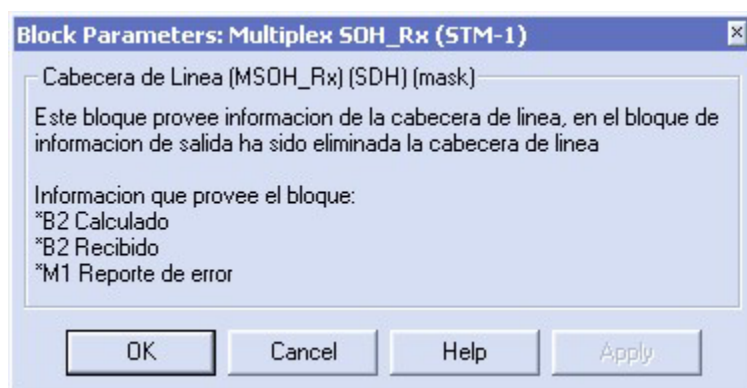 Block Parameters: Multiplex SOH_Rx (STM-1)
Cabecera de Linea (MSOH_Rx) (SDH) (mask)
Este bloque provee informacion de la cabecera de linea, en el bloque de
informacion de salida ha sido eliminada la cabecera de linea
Informacion que provee el bloque:
*B2 Calculado
*B2 Recibido
*M1 Reporte de error
OK Cancel Help Apply